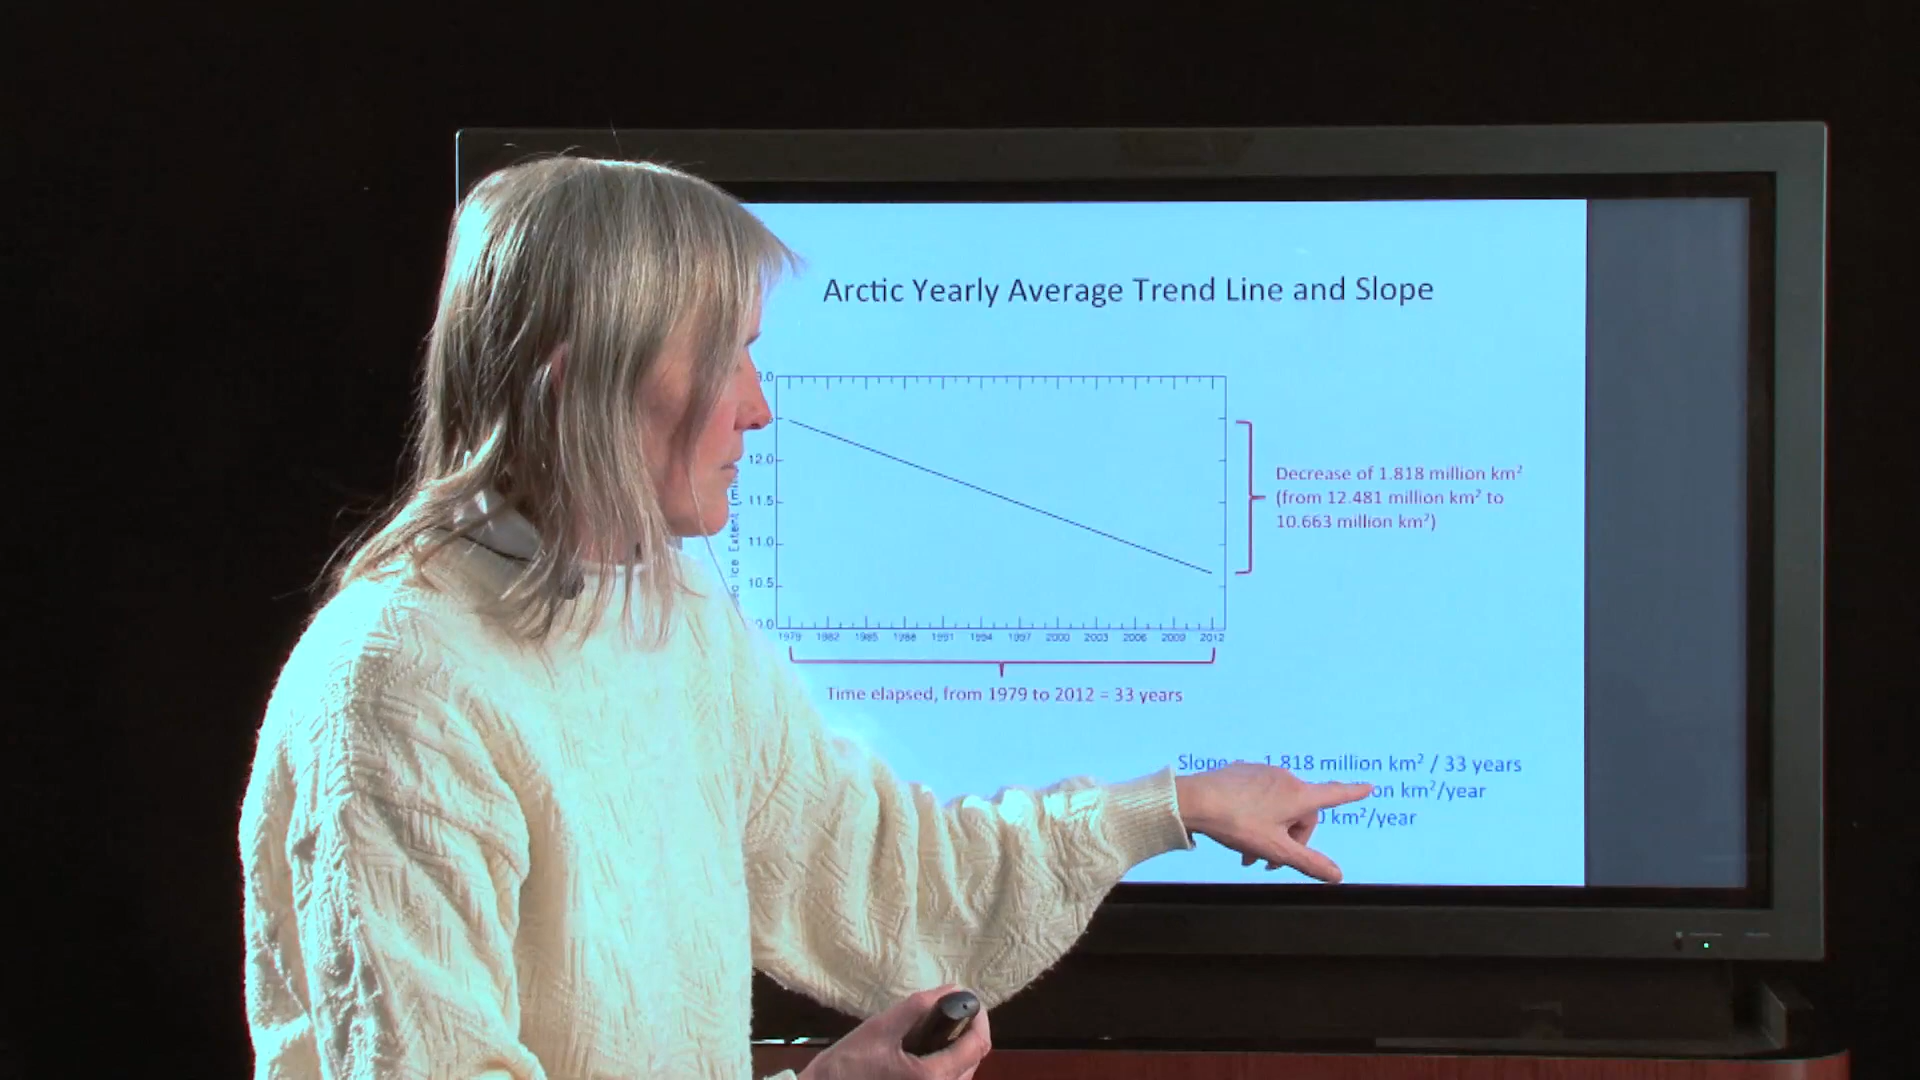 Arctic Yearly Average Trend Line and Slope
12.0
11.5
11.0
10.5
1979 1982 1985 1988 1991 1994 1997 2000 2003 2006 2009 2012
Decrease of 1.818 million km²
(from 12.481 million km² to
10.663 million km²)
Time elapsed, from 1979 to 2012 = 33 years
Slope 1.818 million km² / 33 years
km²/year
km²/year